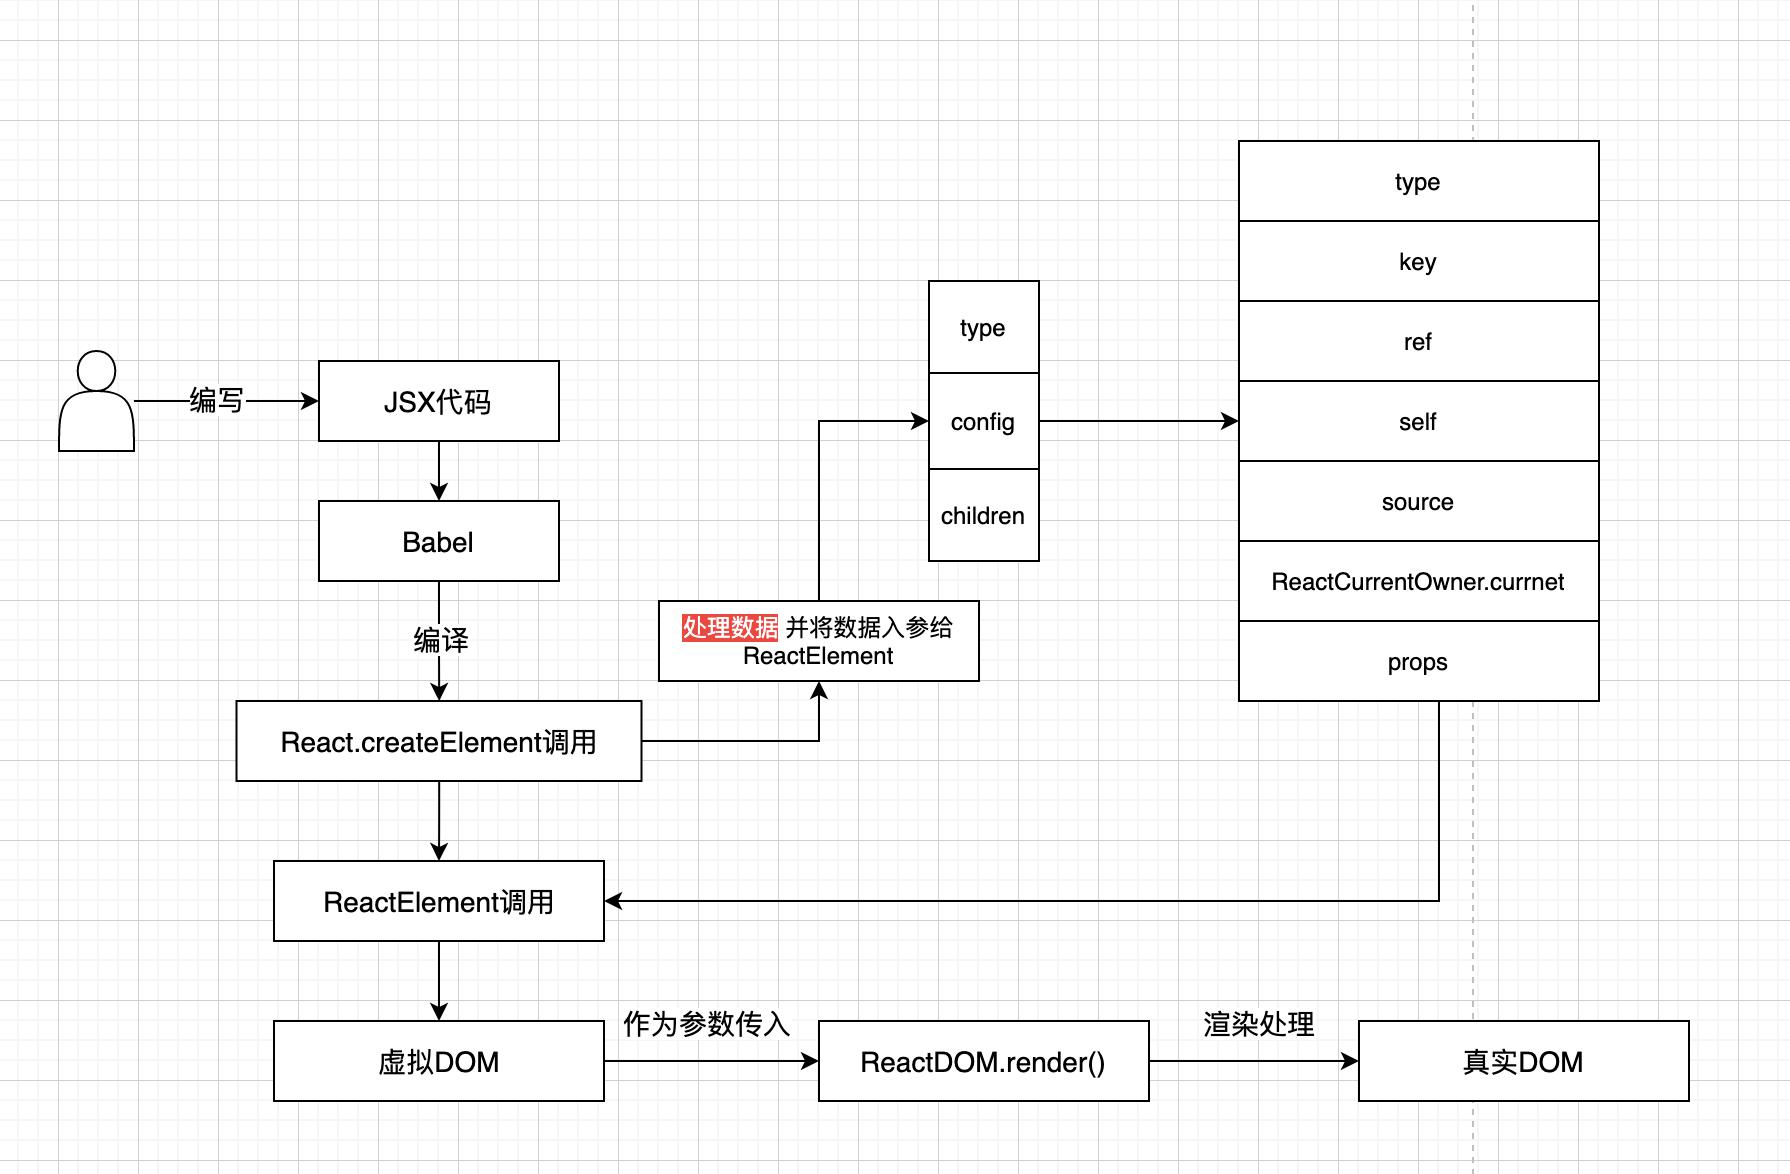 编写
JSX代码
Babel
编译
React.createElement调用
处理数据 并将数据入参给
ReactElement
type
config
children
type
key
ref
self
source
ReactCurrentOwner.currnet
props
ReactElement调用
虚拟DOM
作为参数传入
ReactDOM.render()
渲染处理
真实DOM